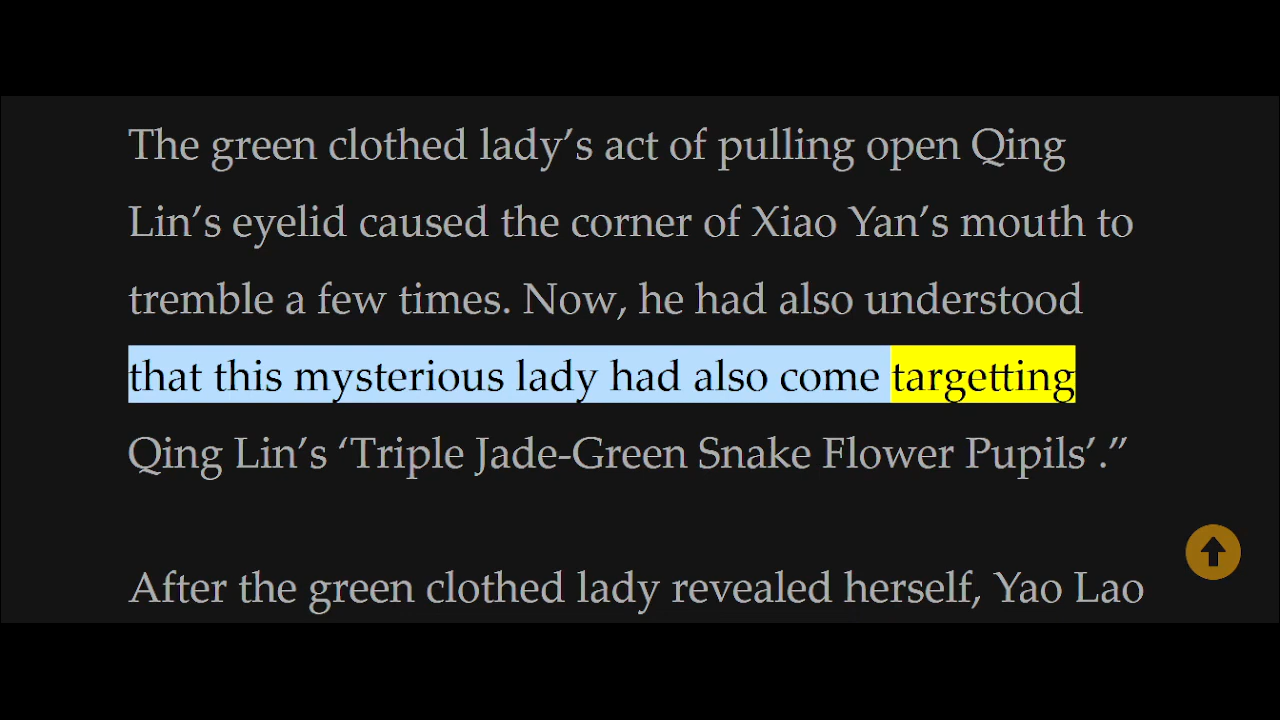 The green clothed lady’s act of pulling open Qing
Lin’s eyelid caused the corner of Xiao Yan’s mouth to
tremble a few times. Now, he had also understood
that this mysterious lady had also come targetting
Qing Lin’s ‘Triple Jade-Green Snake Flower Pupils’.”
After the green clothed lady revealed herself, Yao Lao